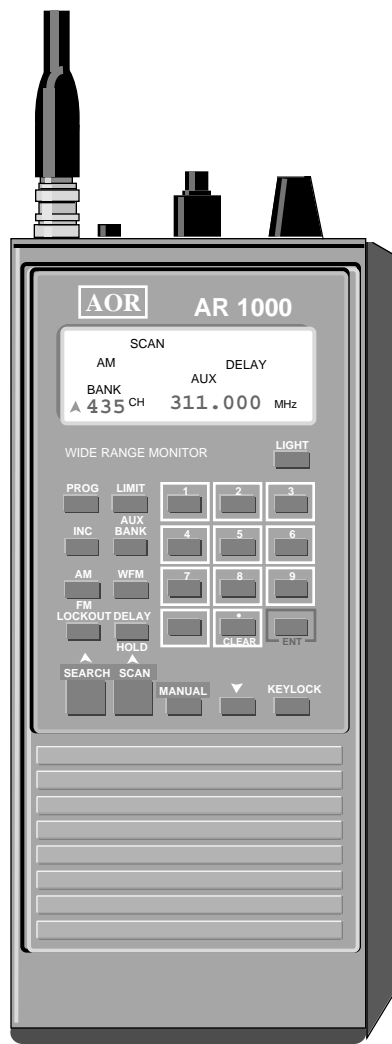 AOR AR 1000
SCAN
AM DELAY
AUX
BANK
435 CH 311.000 MHz
WIDE RANGE MONITOR LIGHT
PROG LIMIT 1 2 3
AUX
INC BANK 4 5 6
AM WFM 7 8 9
FM
LOCKOUT DELAY •
HOLD CLEAR ENT
SEARCH SCAN MANUAL KEYLOCK